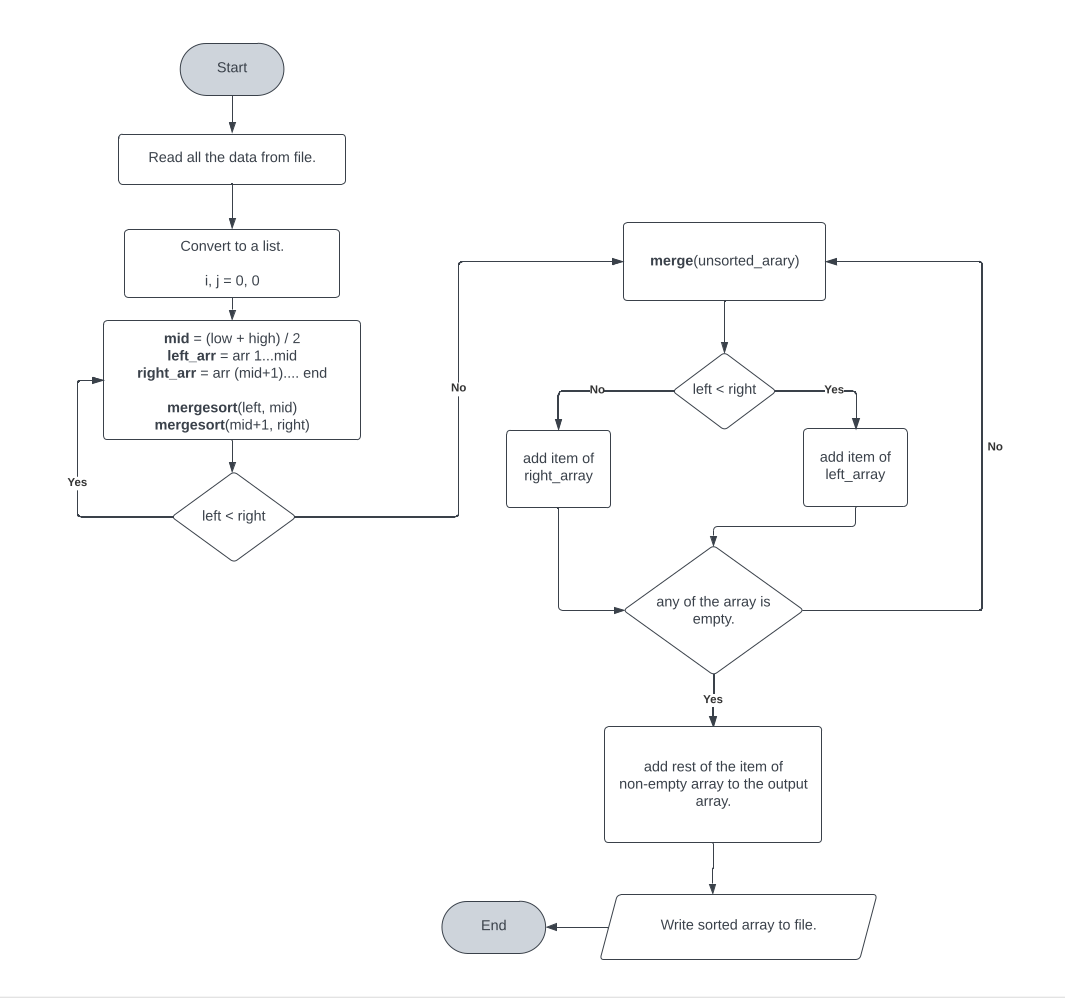 Start
Read all the data from file.
Convert to a list.
i, j = 0, 0
mid = (low + high) / 2
left_arr = arr 1...mid
right_arr = arr (mid+1).... end
mergesort(left, mid)
mergesort(mid+1, right)
Yes
left < right
No
merge(unsorted_arary)
left < right
No
Yes
add item of
right_array
add item of
left_array
No
any of the array is
empty.
Yes
add rest of the item of
non-empty array to the output
array.
Write sorted array to file.
End